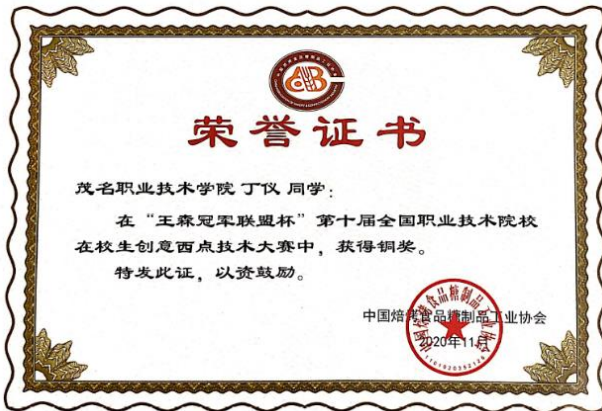 荣誉证书
茂名职业技术学院 丁仪 同学：
在“王森冠军联盟杯”第十届全国职业技术院校
在校生创意西点技术大赛中，获得铜奖。
特发此证，以资鼓励。
中国焙烤食品糖制品工业协会
2020年11月